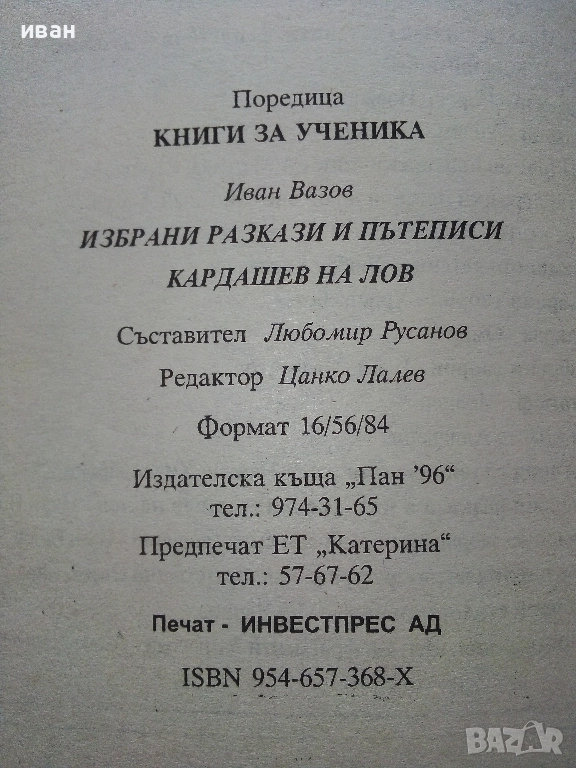 иван
Поредица
КНИГИ ЗА УЧЕНИКА
Иван Вазов
ИЗБРАНИ РАЗКАЗИ И ПЪТЕПИСИ
КАРДАШЕВ НА ЛОВ
Съставител Любомир Русанов
Редактор Цанко Лалев
Формат 16/56/84
Издателска къща „Пан '96“
тел.: 974-31-65
Предпечат ЕТ „Катерина“
тел.: 57-67-62
Печат - ИНВЕСТПРЕС АД
ISBN 954-657-368-X
BAZAR